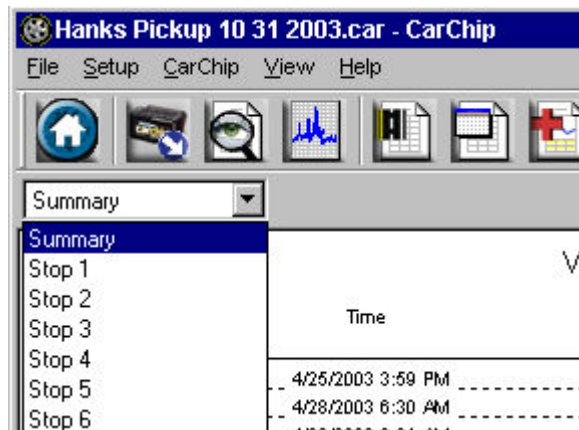 Hanks Pickup 10 31 2003.car - CarChip
File Setup CarChip View Help
Summary
Summary
Stop 1
Stop 2
Stop 3
Stop 4
Stop 5
Stop 6
V
Time
4/25/2003 3:59 PM
4/28/2003 6:30 AM